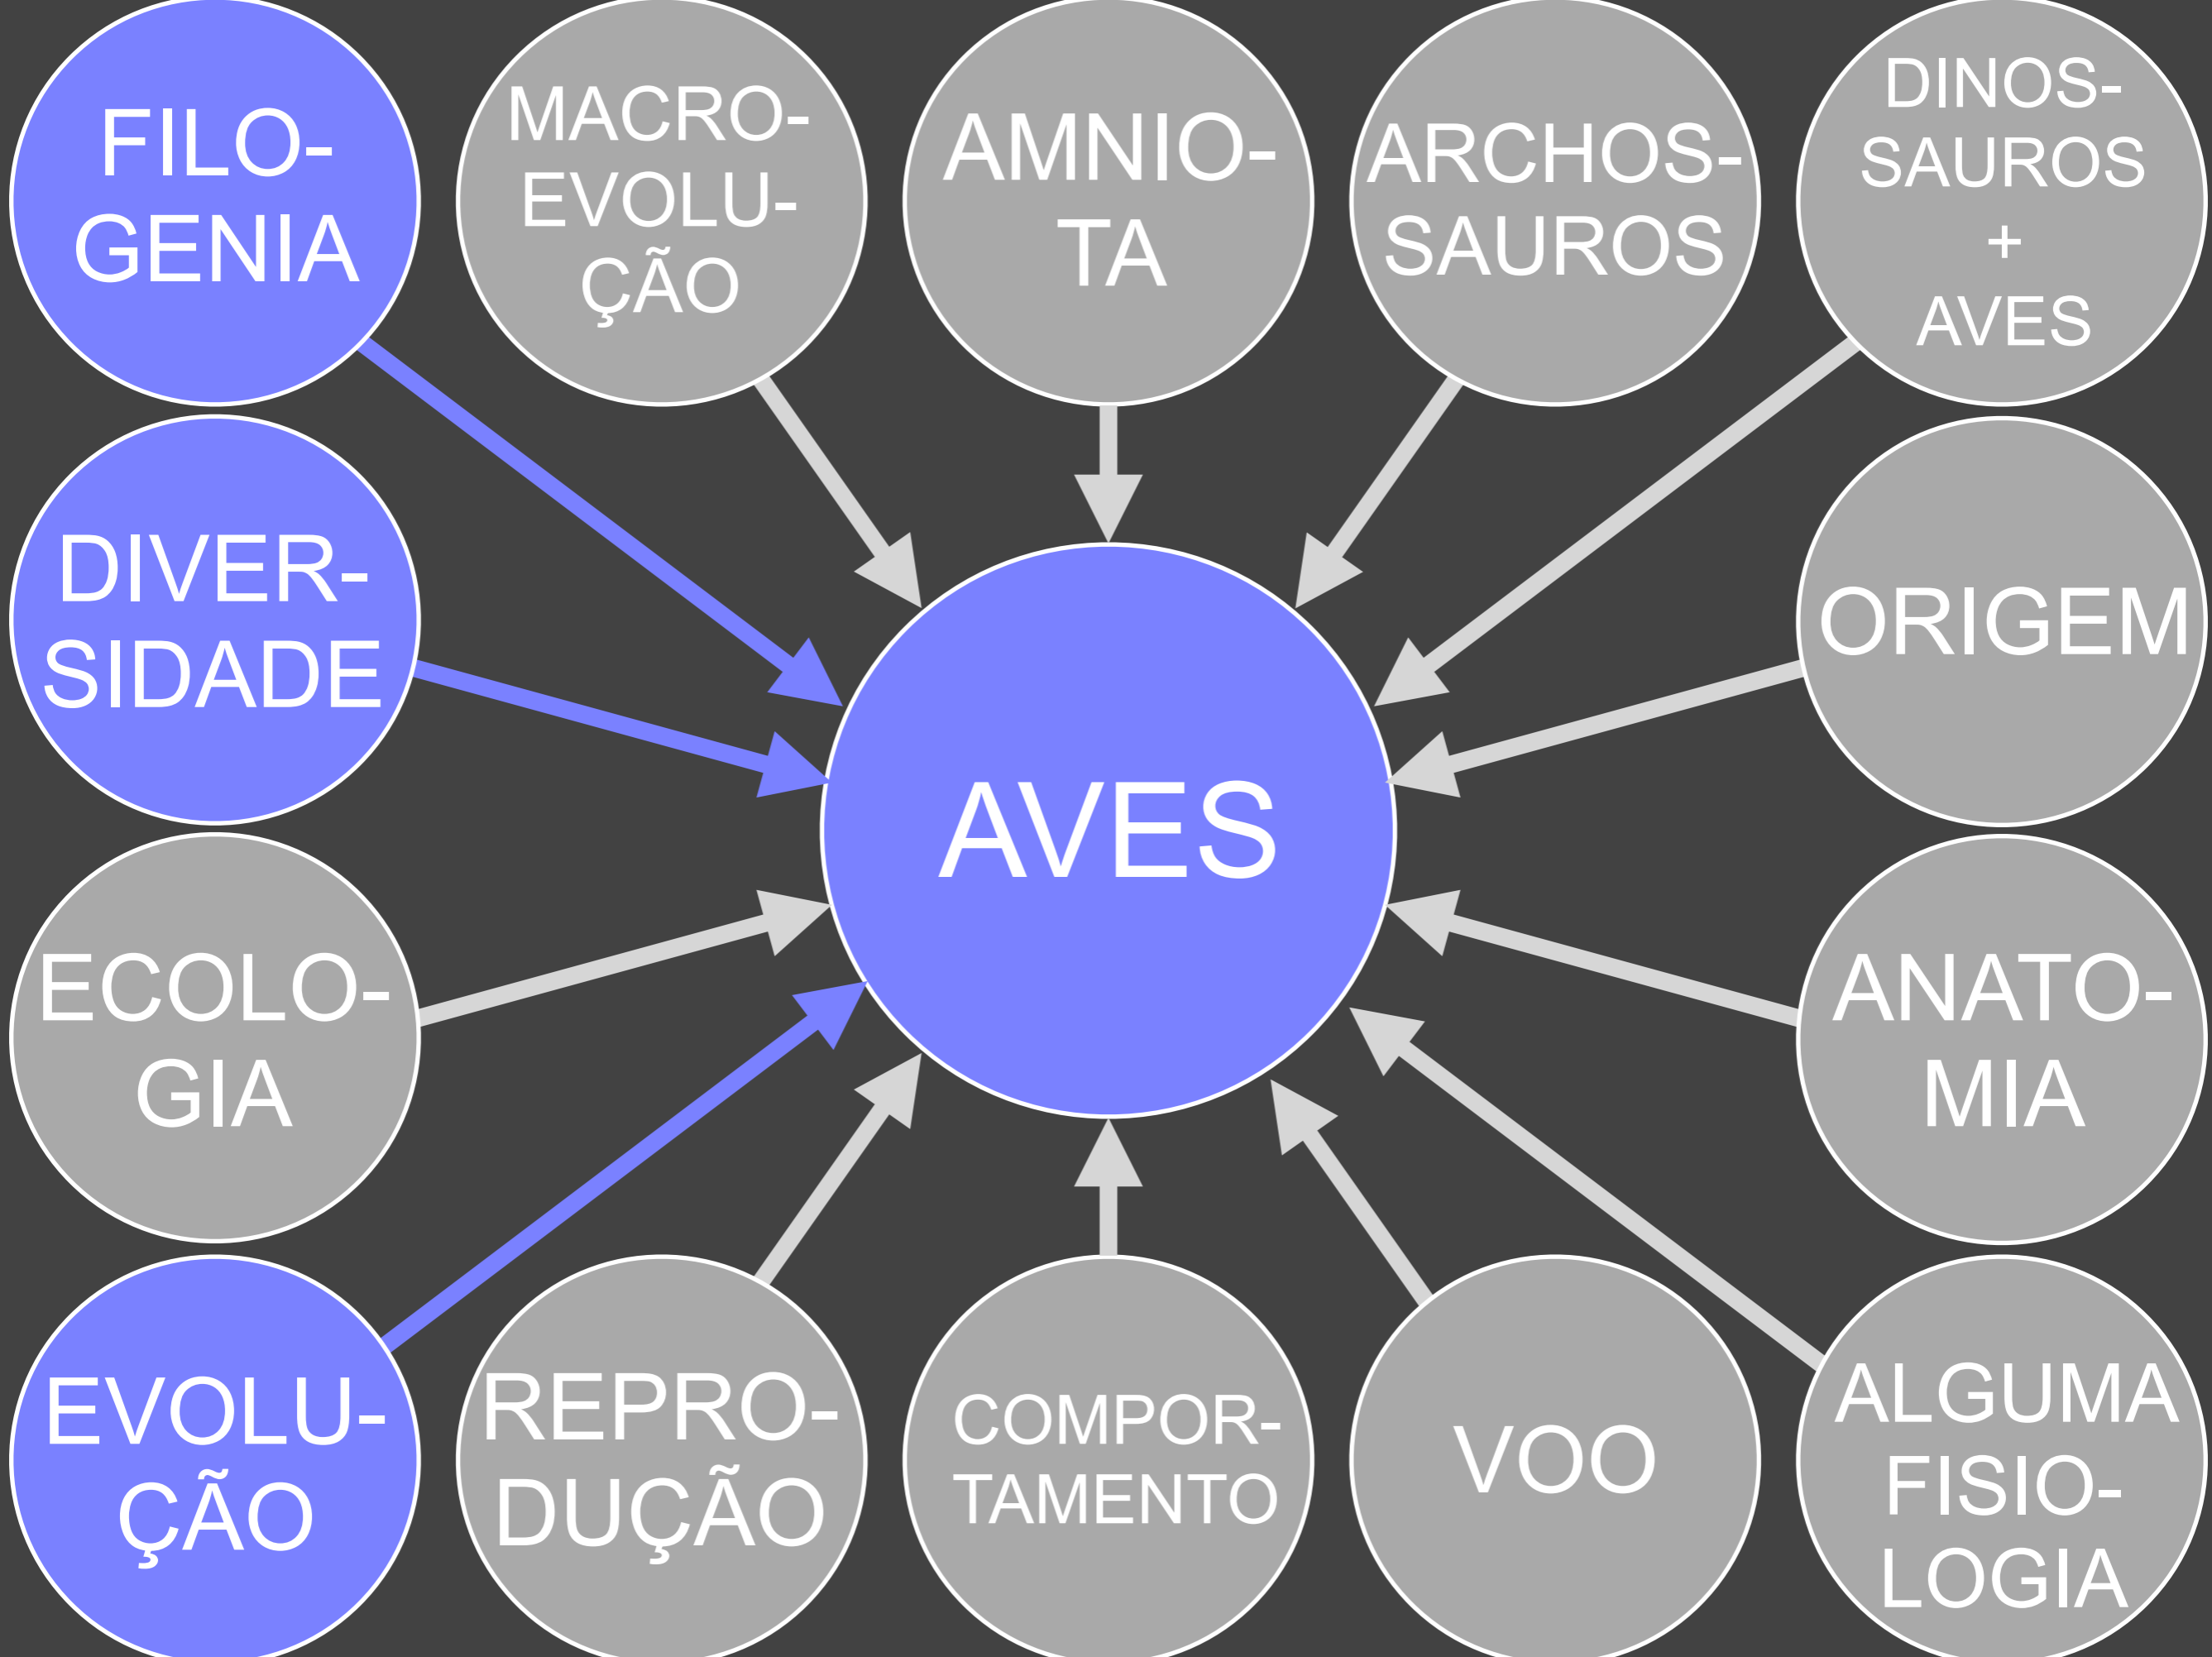 FILO-
GENIA
MACRO-
EVOLU-
ÇÃO
AMNIO-
TA
ARCHOS-
SAUROS
DINOS-
SAUROS
+
AVES
DIVER-
SIDADE
ORIGEM
AVES
ECOLO-
GIA
ANATO-
MIA
EVOLU-
ÇÃO
REPRO-
DUÇÃO
COMPOR-
TAMENTO
VOO
ALGUMA
FISIO-
LOGIA